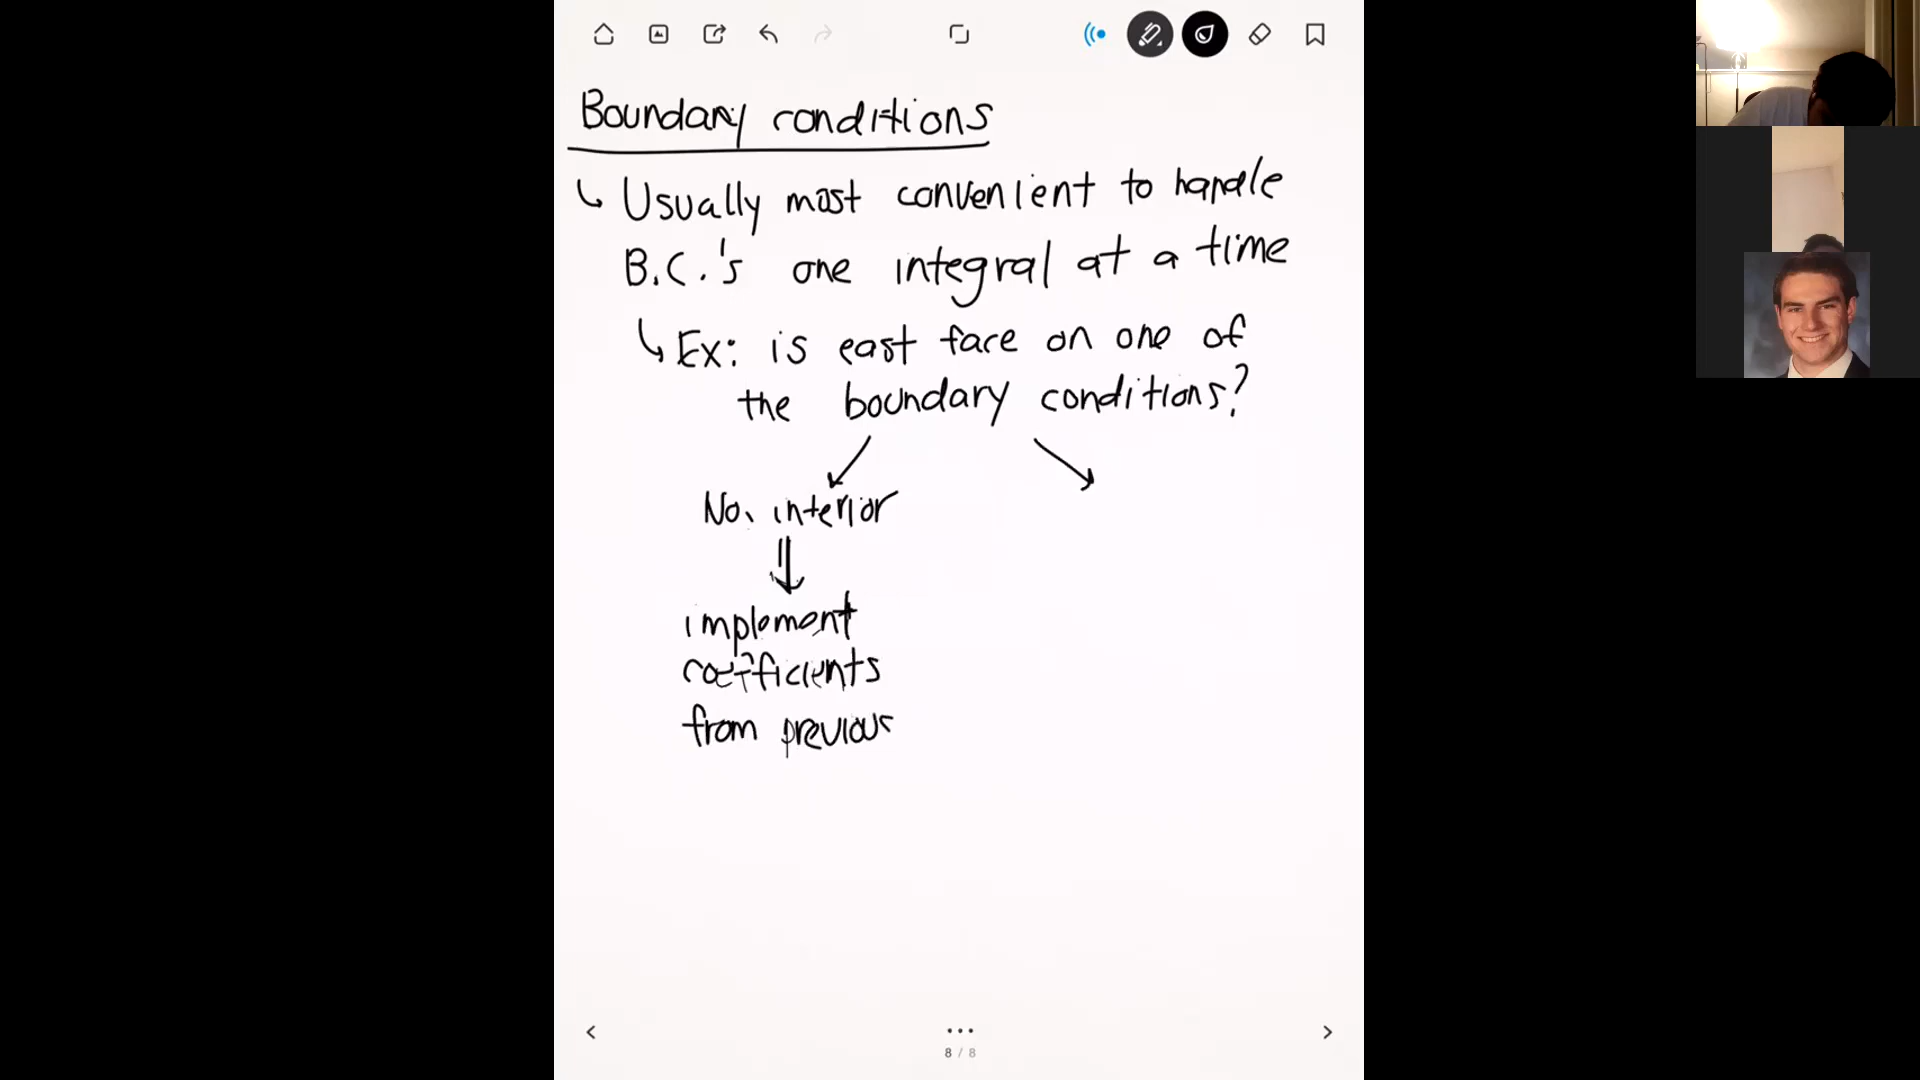 Boundary conditions
↳ Usually most convenient to handle
B.C.'s one integral at a time
↳ Ex: is east face on one of
the boundary conditions?
No, interior
implement
coefficients
from previous
8 / 8